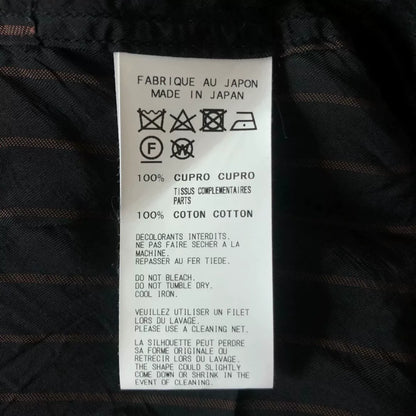 FABRIQUE AU JAPON
MADE IN JAPAN
F W
100% CUPRO CUPRO
TISSUS COMPLEMENTAIRES
PARTS
100% COTON COTTON
DECOLORANTS INTERDITS.
NE PAS FAIRE SECHER A LA
MACHINE.
REPASSER AU FER TIEDE.
DO NOT BLEACH.
DO NOT TUMBLE DRY.
COOL IRON.
VEUILLEZ UTILISER UN FILET
LORS DU LAVAGE.
PLEASE USE A CLEANING NET.
LA SILHOUETTE PEUT PERDRE
SA FORME ORIGINALE OU
RETRECIR LORS DU LAVAGE.
THE SHAPE COULD SLIGHTLY
COME DOWN OR SHRINK IN THE
EVENT OF CLEANING.